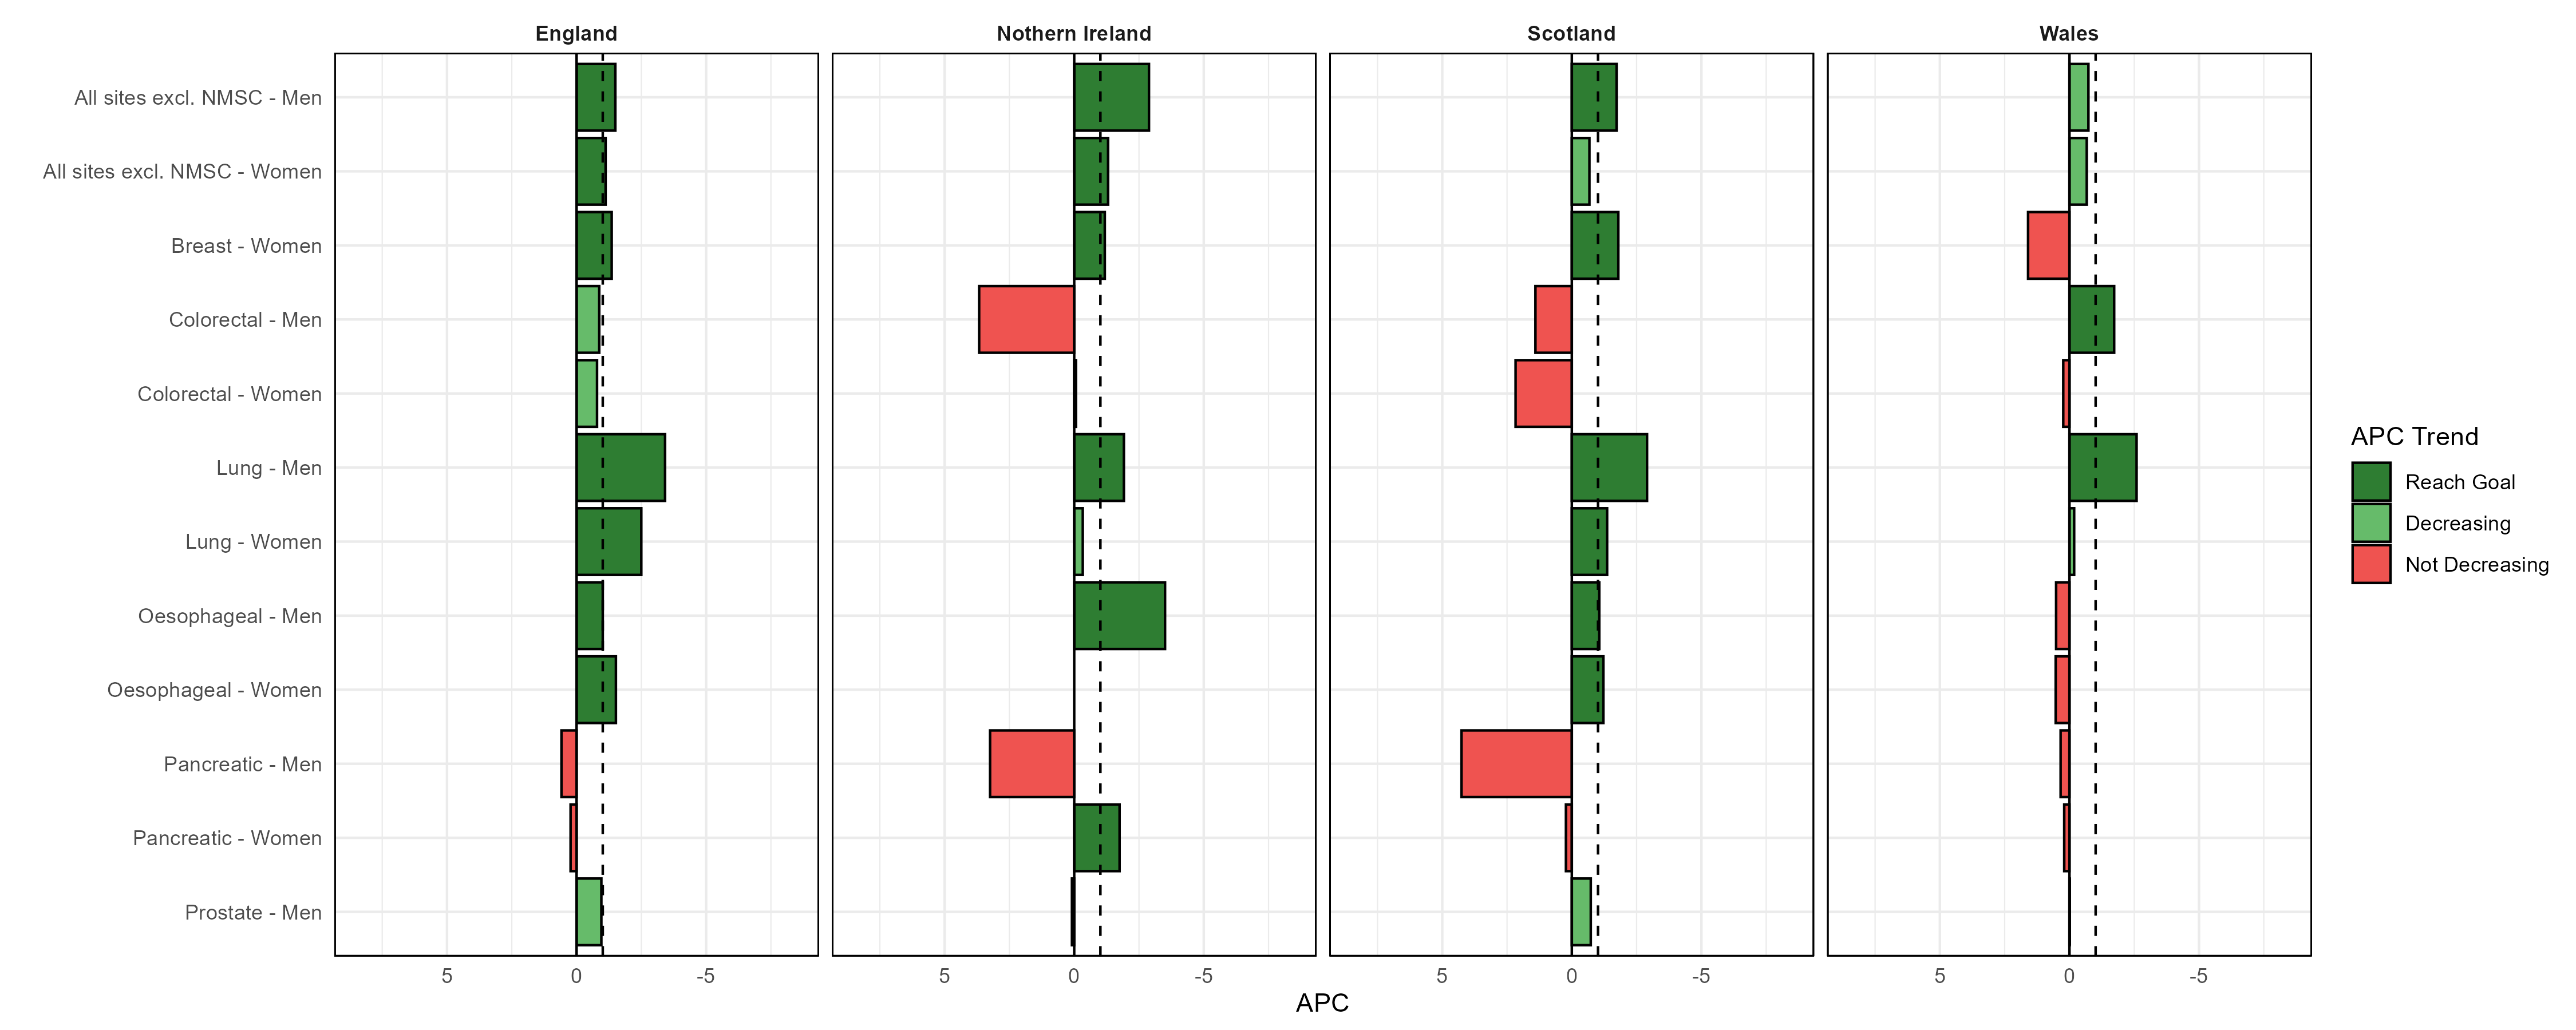 England Nothern Ireland Scotland Wales
All sites excl. NMSC - Men
All sites excl. NMSC - Women
Breast - Women
Colorectal - Men
Colorectal - Women
Lung - Men
Lung - Women
Oesophageal - Men
Oesophageal - Women
Pancreatic - Men
Pancreatic - Women
Prostate - Men
5 0 -5 5 0 -5 5 0 -5 5 0 -5
APC
APC Trend
Reach Goal
Decreasing
Not Decreasing